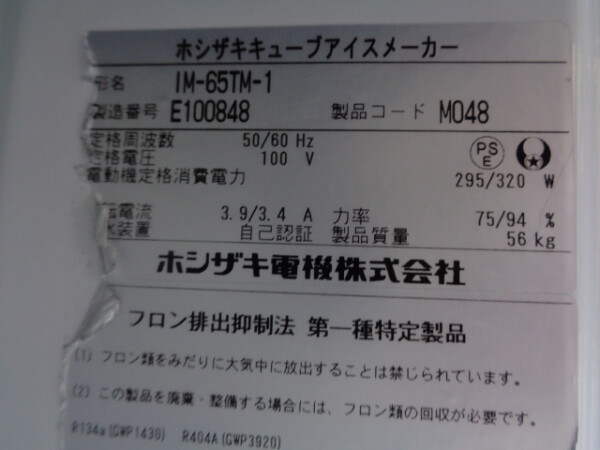 ホシザキキューブアイスメーカー
形名 IM-65TM-1
製造番号 E100848 製品コード M048
定格周波数 50/60 Hz
定格電圧 100 V
電動機定格消費電力 295/320 W
PS
E
電流 3.9/3.4 A 力率 75/94 %
装置 自己認証 製品質量 56 kg
ホシザキ電機株式会社
フロン排出抑制法 第一種特定製品
(1) フロン類をみだりに大気中に放出することは禁じられています。
(2) この製品を廃棄・整備する場合には、フロン類の回収が必要です。
R134a(GWP1430) R404A(GWP3920)